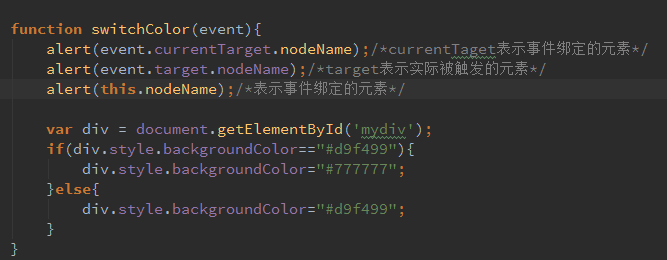 function switchColor(event){
alert(event.currentTarget.nodeName);/*currentTaget表示事件绑定的元素*/
alert(event.target.nodeName);/*target表示实际被触发的元素*/
alert(this.nodeName);/*表示事件绑定的元素*/
var div = document.getElementById('mydiv');
if(div.style.backgroundColor=="#d9f499"){
div.style.backgroundColor="#777777";
}else{
div.style.backgroundColor="#d9f499";
}
}